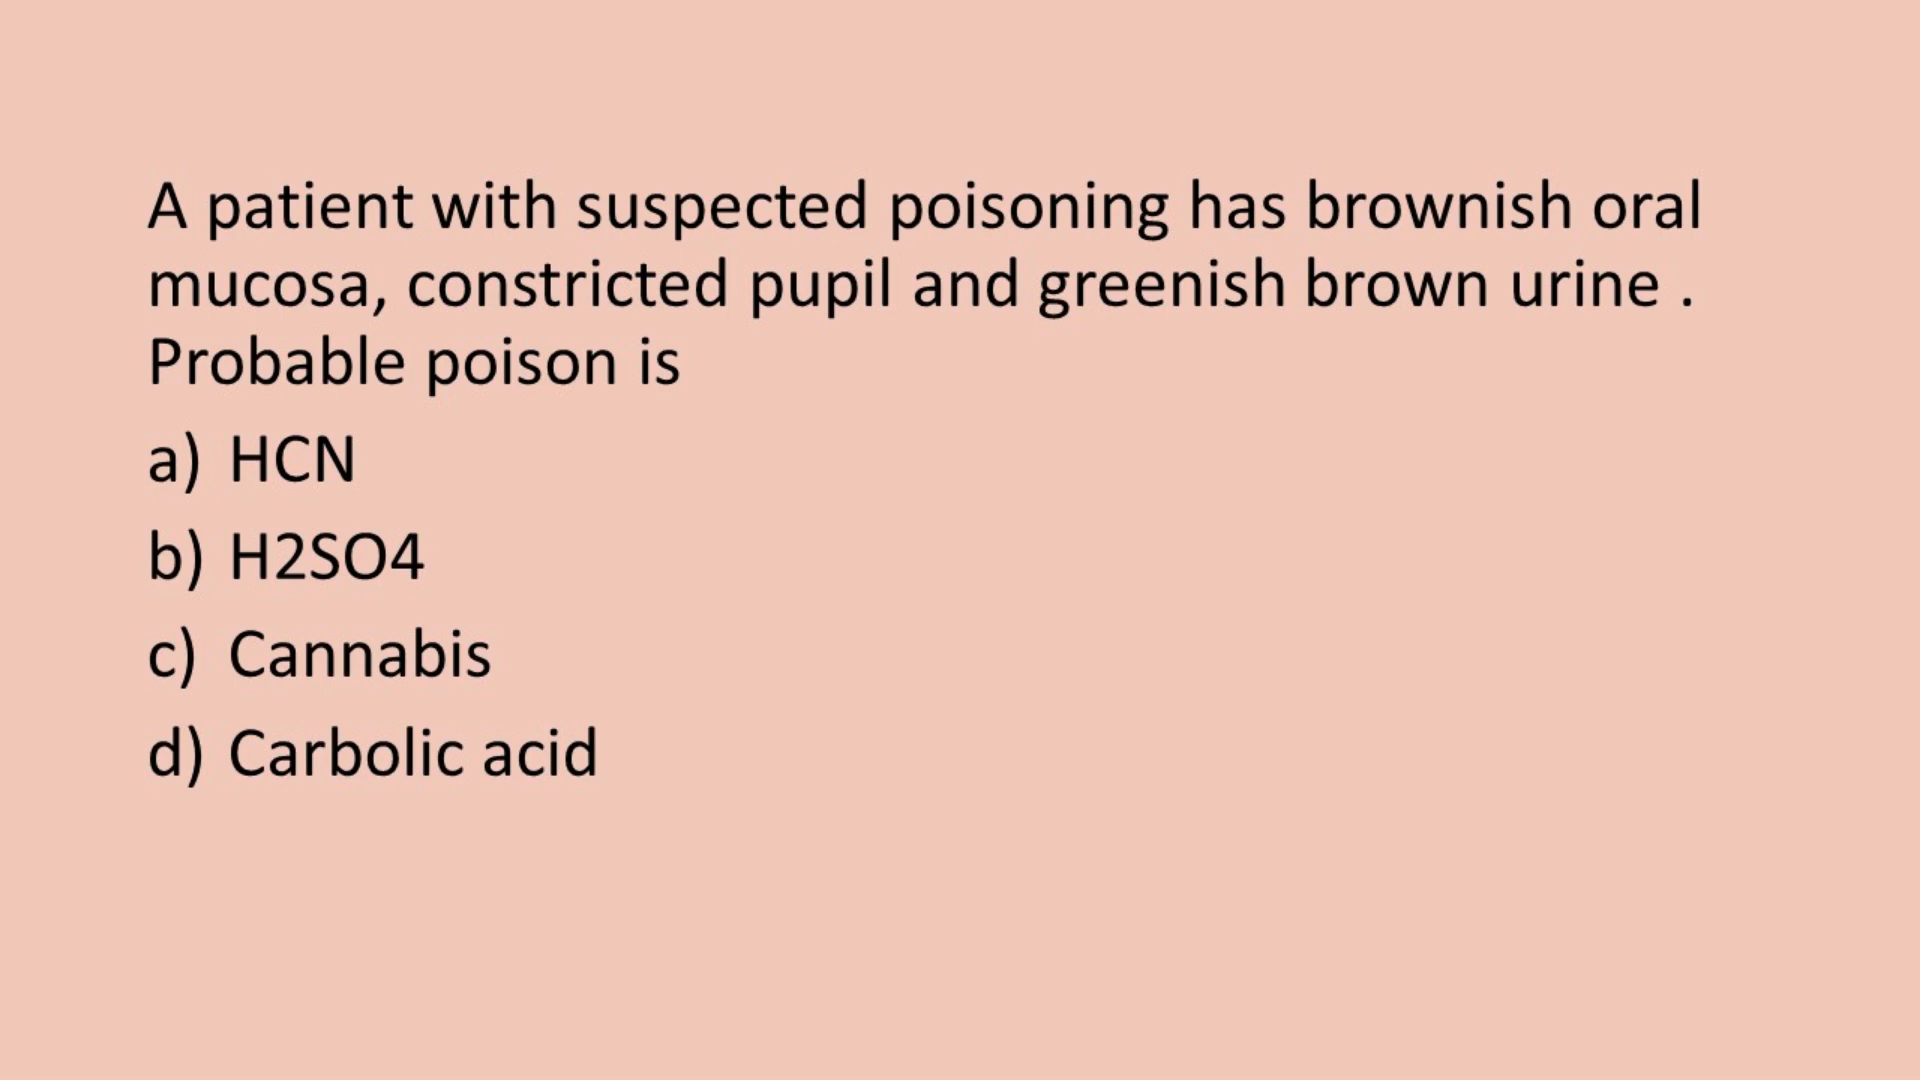 A patient with suspected poisoning has brownish oral
mucosa, constricted pupil and greenish brown urine .
Probable poison is
a) HCN
b) H2SO4
c) Cannabis
d) Carbolic acid